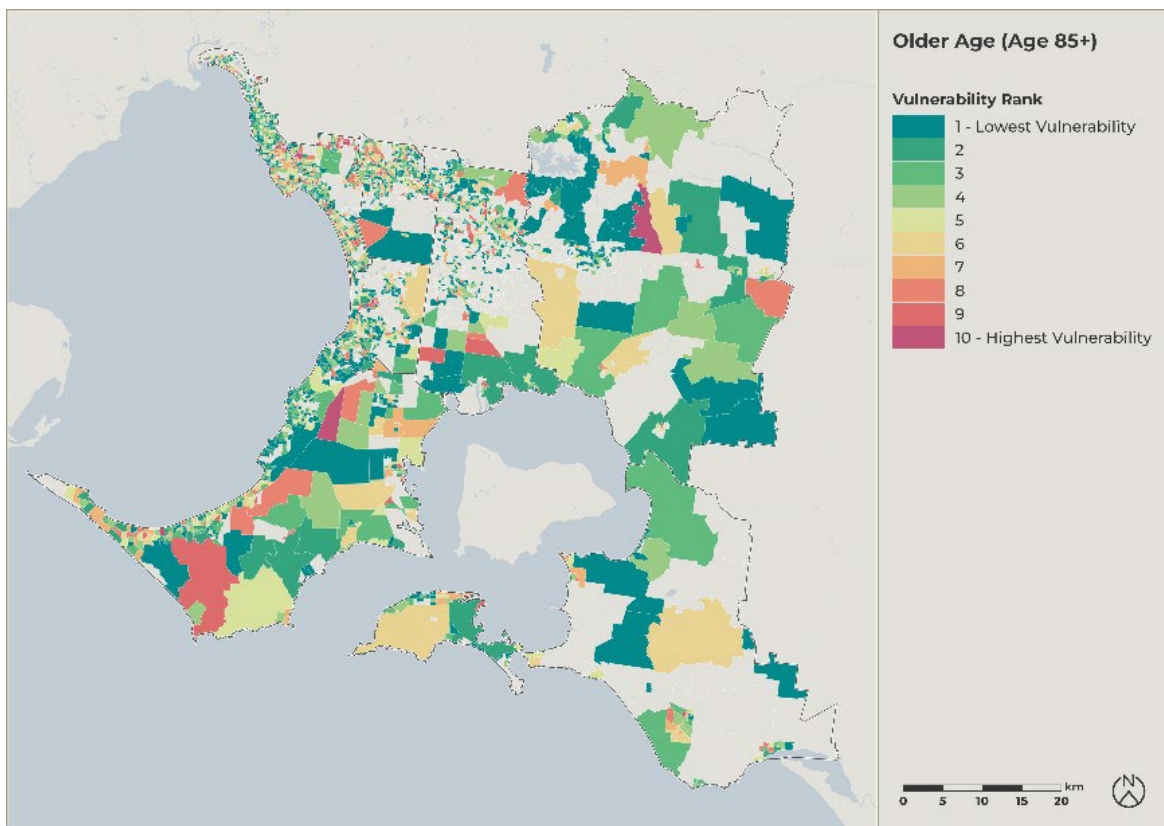 Older Age (Age 85+)
Vulnerability Rank
1 - Lowest Vulnerability
2
3
4
5
6
7
8
9
10 - Highest Vulnerability
km
N
0 5 10 15 20